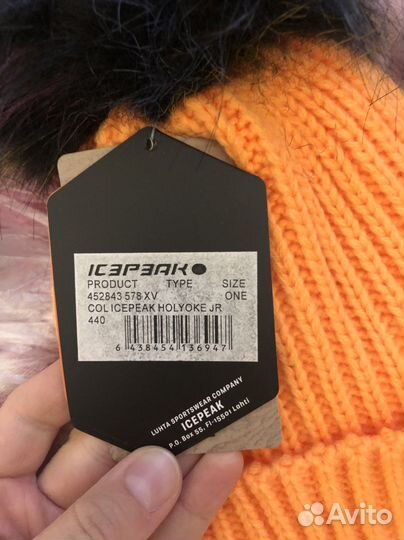 ICEPEAK
PRODUCT TYPE SIZE
452843 578 XV ONE
COL ICEPEAK HOLYOKE JR
440
6 438454 136947
LUHTA SPORTSWEAR COMPANY
ICEPEAK
P.O. Box 55, FI-15501 Lahti
Avito